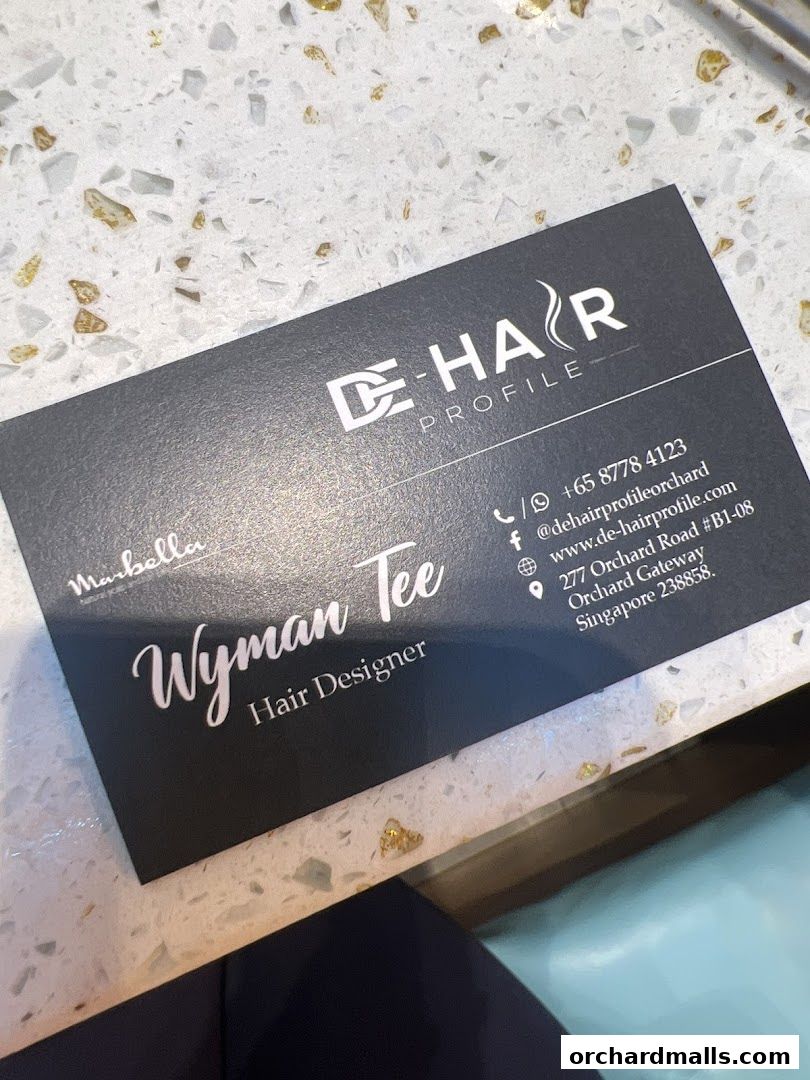 DE-HAIR
PROFILE
+65 8778 4123
@dehairprofileorchard
www.de-hairprofile.com
277 Orchard Road #B1-08
Orchard Gateway
Singapore 238858.
Marbella
Wyman Tee
Hair Designer
orchardmalls.com